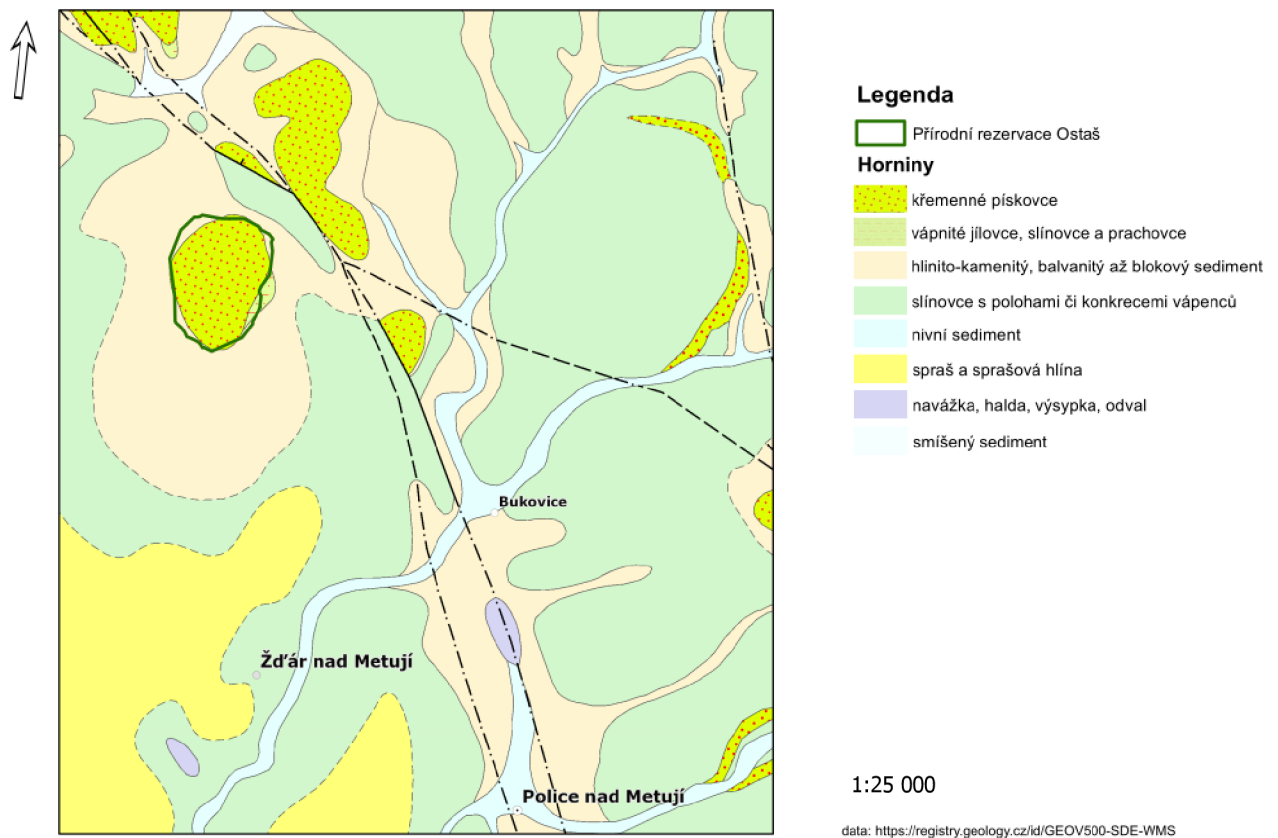 Legenda
Přírodní rezervace Ostaš
Horniny
křemenné pískovce
vápnité jílovce, slínovce a prachovce
hlinito-kamenitý, balvanitý až blokový sediment
slínovce s polohami či konkrecemi vápenců
nivní sediment
spraš a sprašová hlína
navážka, halda, výsypka, odval
smíšený sediment
Bukovice
Žďár nad Metují
Police nad Metují
1:25 000
data: https://registry.geology.cz/id/GEOV500-SDE-WMS